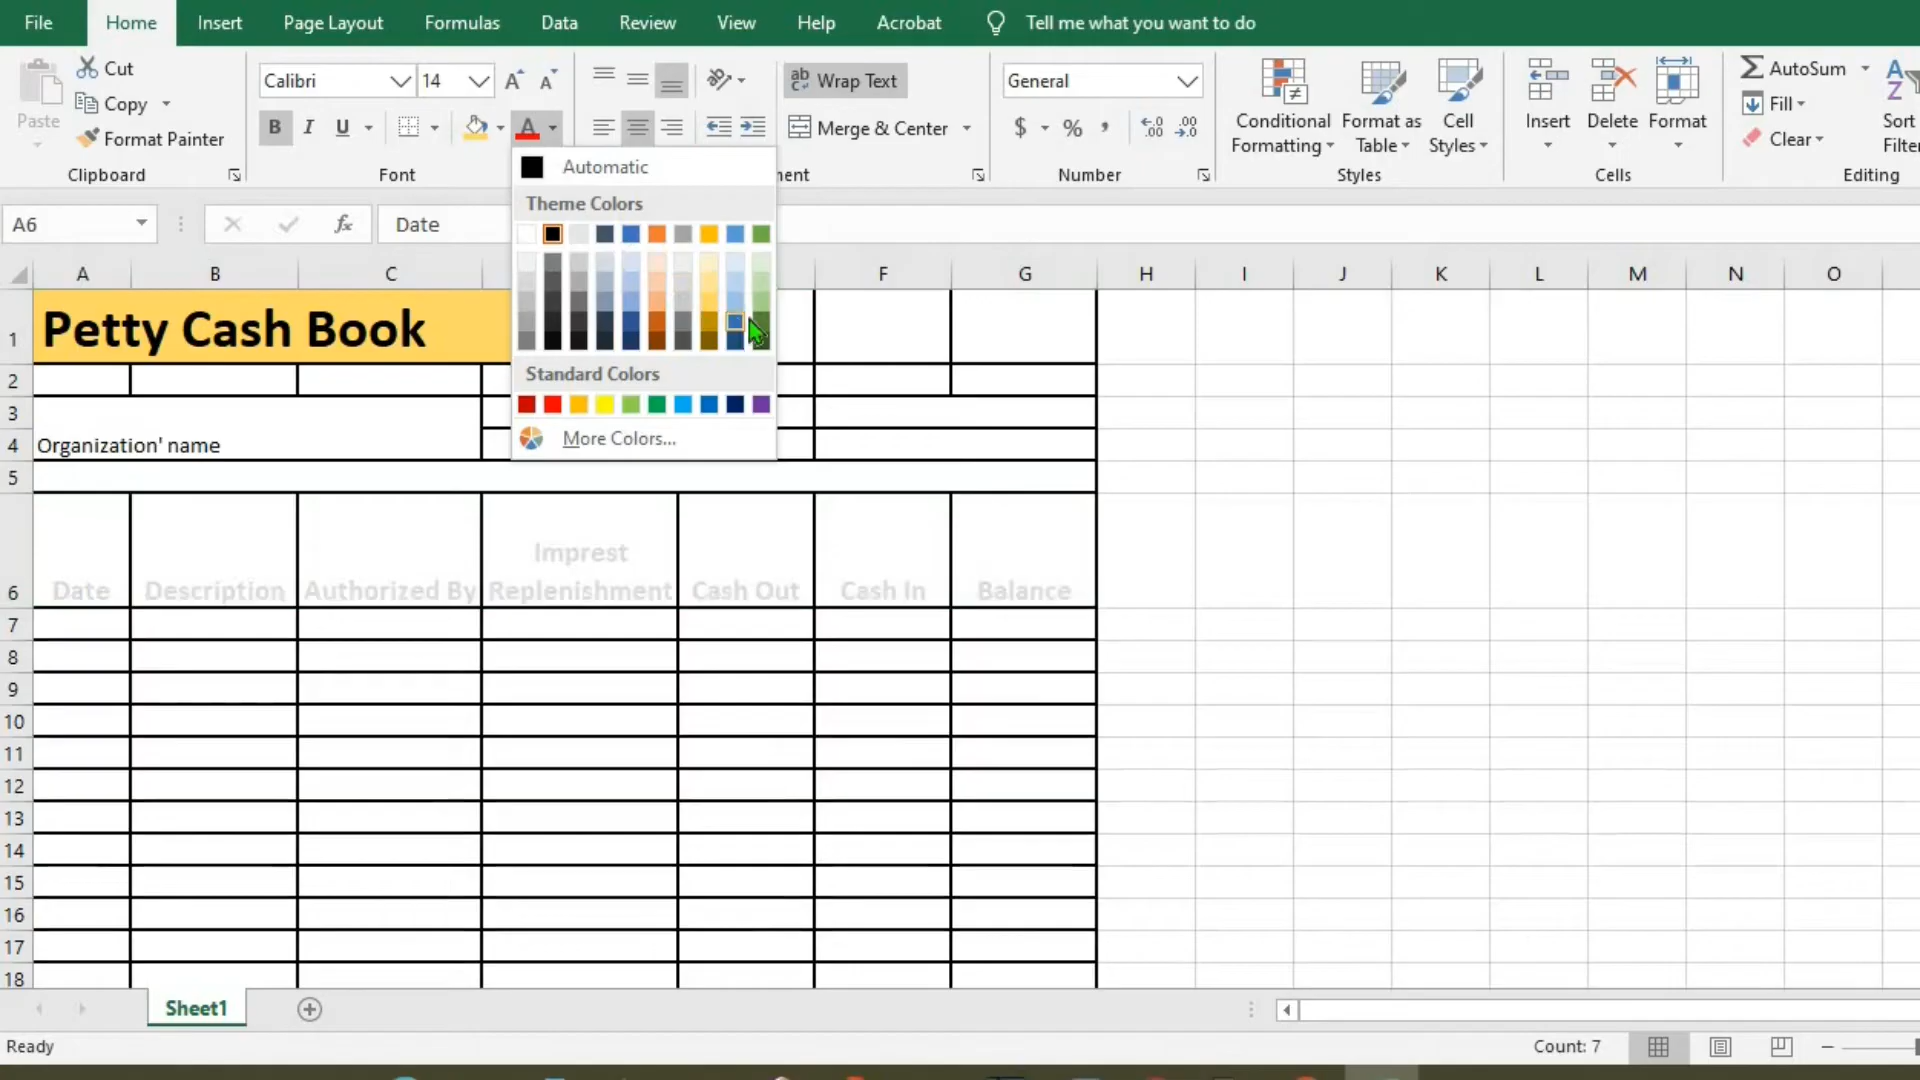 File Home Insert Page Layout Formulas Data Review View Help Acrobat Tell me what you want to do
Paste
Cut
Copy
Format Painter
Clipboard
Calibri 14
B I U
Font
Wrap Text
Merge & Center
ment
General
$ % ,
Number
Conditional
Formatting
Format as
Table
Cell
Styles
Styles
Insert Delete Format
Cells
AutoSum
Fill
Clear
Sort
Filte
Editing
A6 fx Date
Automatic
Theme Colors
Standard Colors
More Colors...
A B C F G H I J K L M N O
1 Petty Cash Book
2
3
4 Organization' name
5
6 Date Description Authorized By Imprest
Replenishment Cash Out Cash In Balance
7
8
9
10
11
12
13
14
15
16
17
18
Sheet1
Ready Count: 7